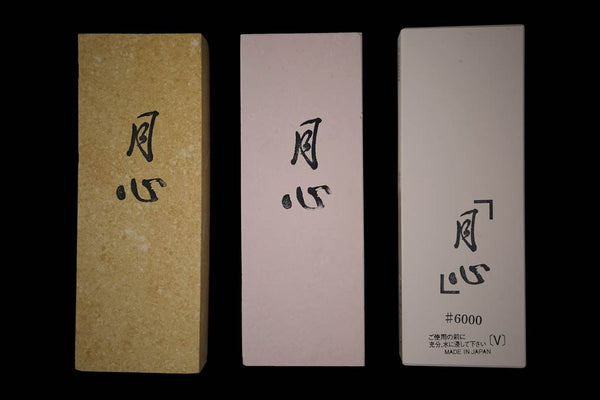 月
心
月
心
「月
心」
#6000
ご使用の前に
充分、水に浸して下さい 〔V〕
MADE IN JAPAN